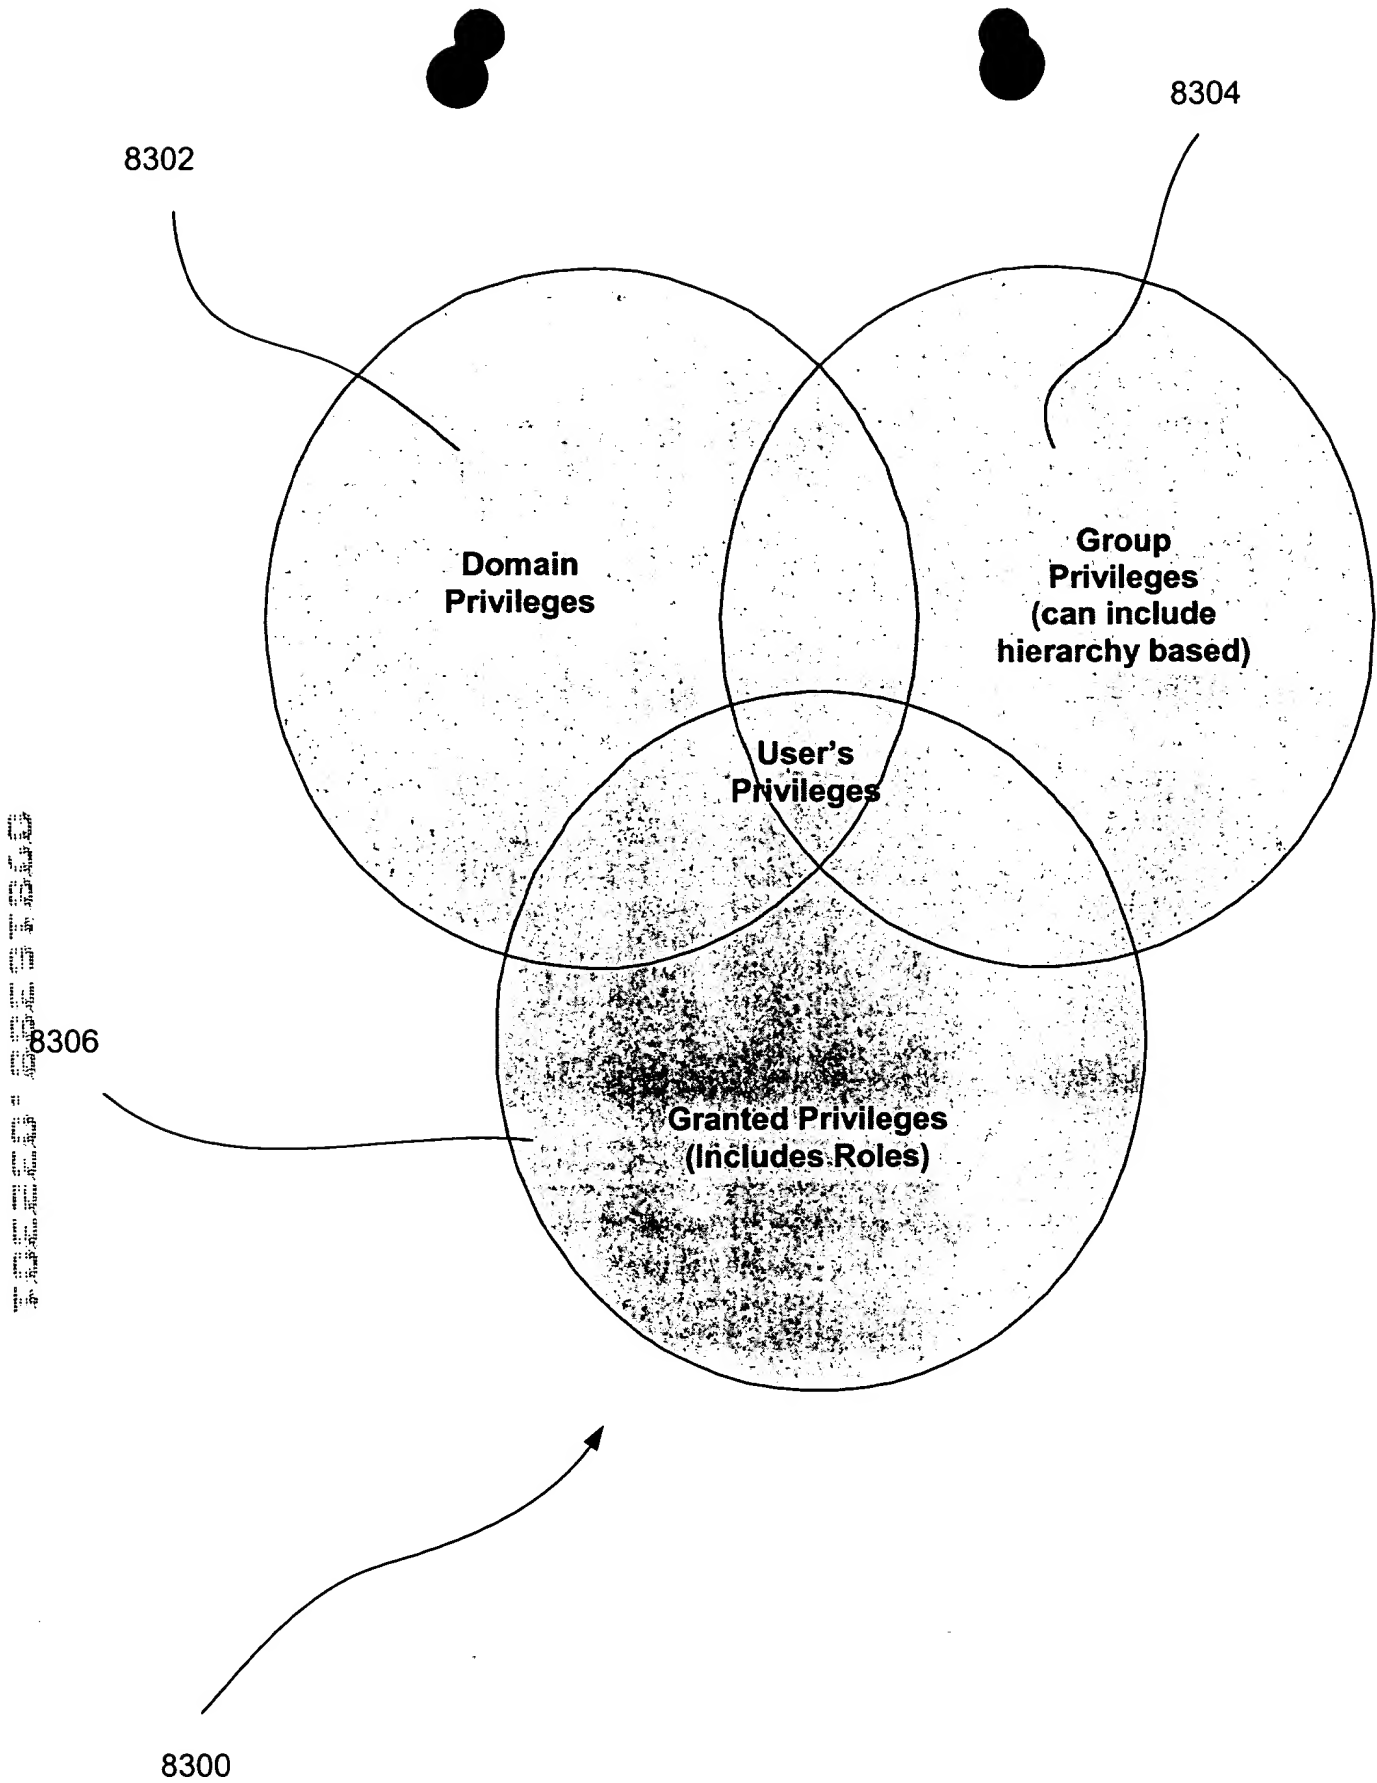 8304
8302
Domain
Privileges
Group
Privileges
(can include
hierarchy based)
User's
Privileges
8306
Granted Privileges
(Includes Roles)
8300